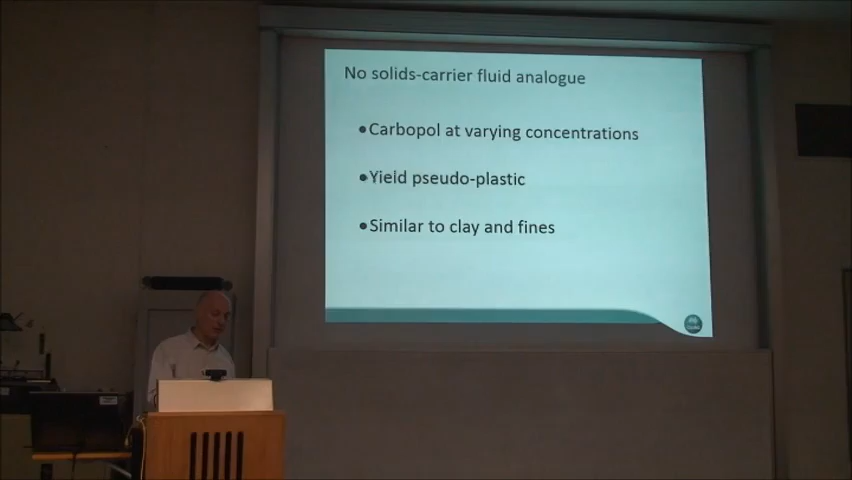 No solids-carrier fluid analogue
•Carbopol at varying concentrations
•Yield pseudo-plastic
•Similar to clay and fines